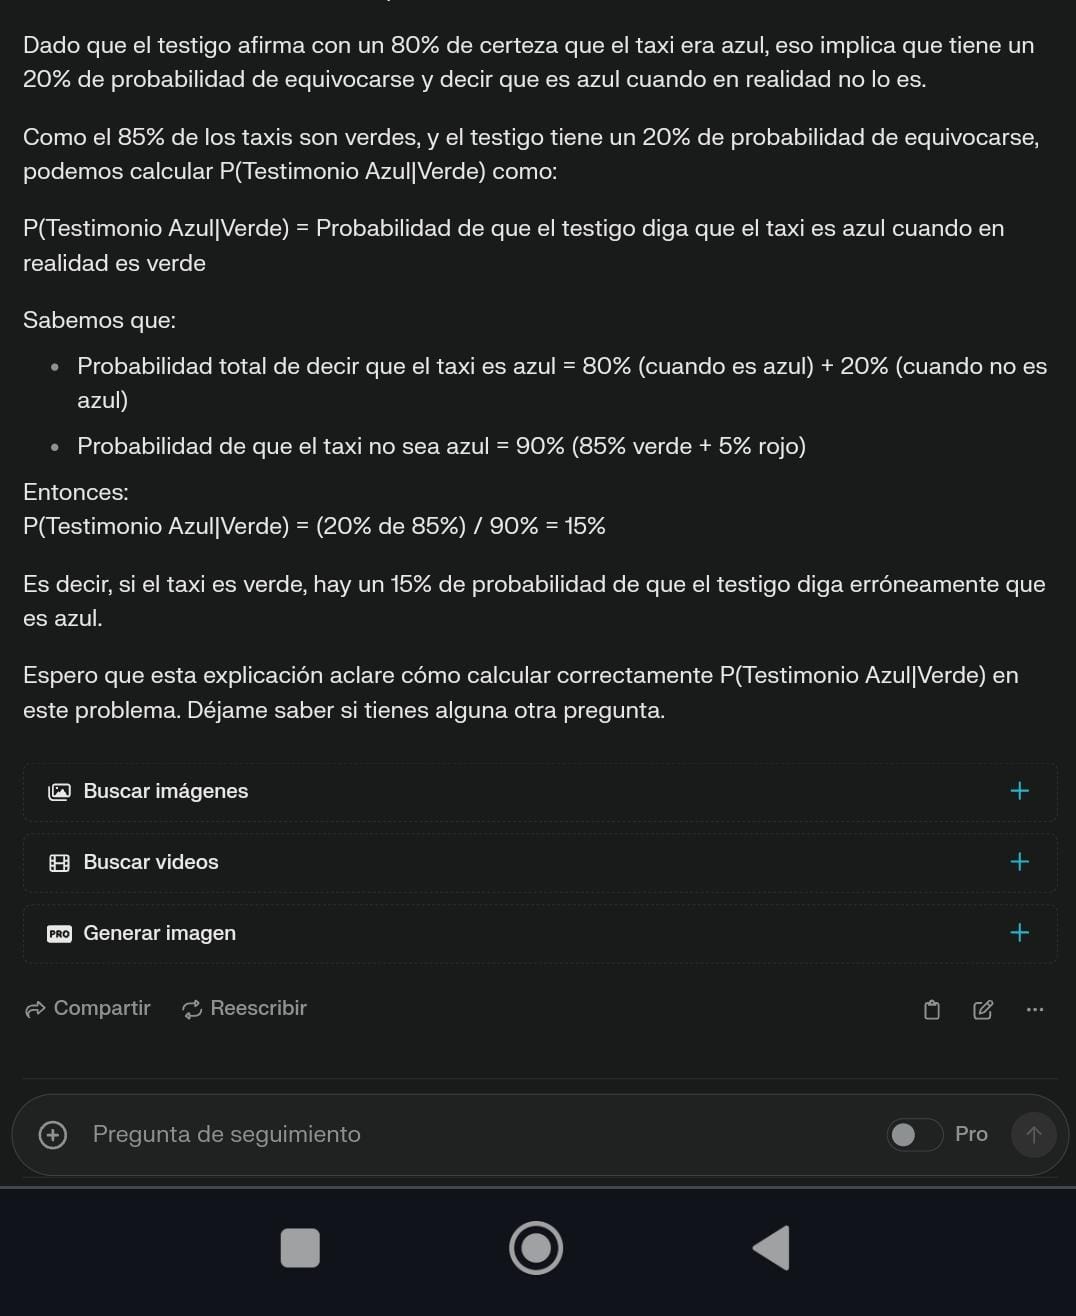 Dado que el testigo afirma con un 80% de certeza que el taxi era azul, eso implica que tiene un
20% de probabilidad de equivocarse y decir que es azul cuando en realidad no lo es.
Como el 85% de los taxis son verdes, y el testigo tiene un 20% de probabilidad de equivocarse,
podemos calcular P(Testimonio Azul|Verde) como:
P(Testimonio Azul|Verde) = Probabilidad de que el testigo diga que el taxi es azul cuando en
realidad es verde
Sabemos que:
• Probabilidad total de decir que el taxi es azul = 80% (cuando es azul) + 20% (cuando no es
azul)
• Probabilidad de que el taxi no sea azul = 90% (85% verde + 5% rojo)
Entonces:
P(Testimonio Azul|Verde) = (20% de 85%) / 90% = 15%
Es decir, si el taxi es verde, hay un 15% de probabilidad de que el testigo diga erróneamente que
es azul.
Espero que esta explicación aclare cómo calcular correctamente P(Testimonio Azul|Verde) en
este problema. Déjame saber si tienes alguna otra pregunta.
Buscar imágenes
Buscar videos
PRO Generar imagen
Compartir Reescribir
Pregunta de seguimiento Pro